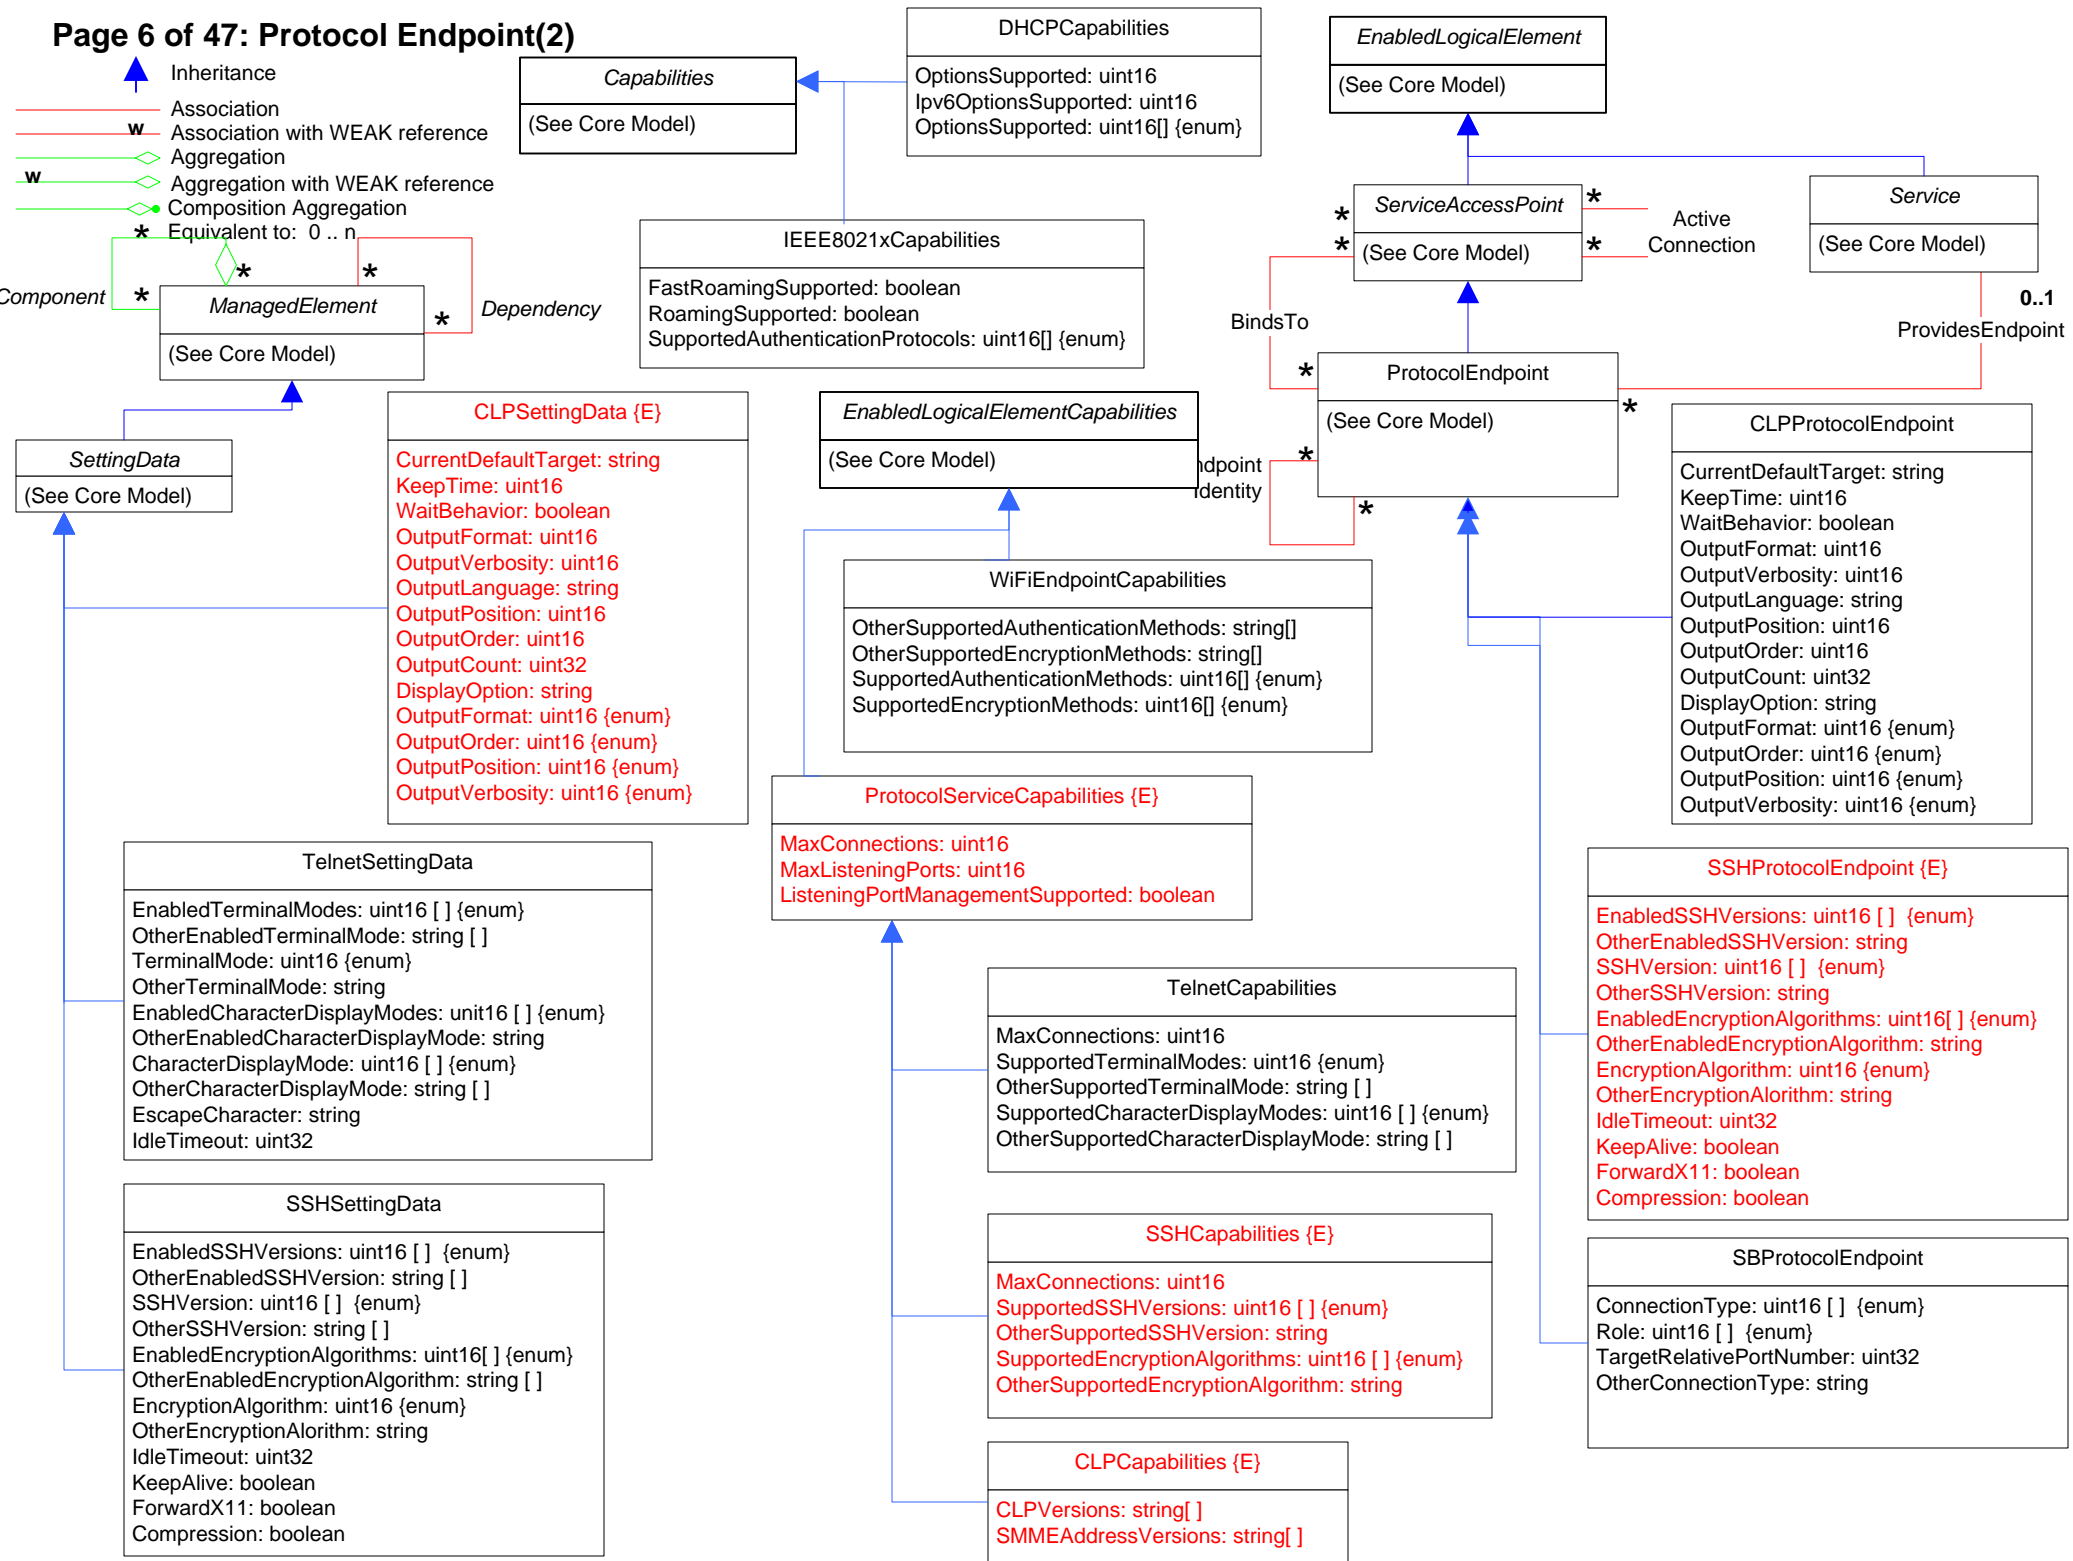 Page 6 of 47: Protocol Endpoint(2)
Inheritance
Association
w
Association with WEAK reference
Aggregation
w
Aggregation with WEAK reference
Composition Aggregation
* Equivalent to: 0 .. n
Component
*
*
*
*
Dependency
ManagedElement
(See Core Model)
SettingData
(See Core Model)
Capabilities
(See Core Model)
DHCPCapabilities
OptionsSupported: uint16
Ipv6OptionsSupported: uint16
OptionsSupported: uint16[] {enum}
IEEE8021xCapabilities
FastRoamingSupported: boolean
RoamingSupported: boolean
SupportedAuthenticationProtocols: uint16[] {enum}
EnabledLogicalElement
(See Core Model)
ServiceAccessPoint
(See Core Model)
*
*
*
*
Active
Connection
Service
(See Core Model)
0..1
ProvidesEndpoint
BindsTo
*
ProtocolEndpoint
(See Core Model)
*
*
*
ndpoint
Identity
CLPSettingData {E}
CurrentDefaultTarget: string
KeepTime: uint16
WaitBehavior: boolean
OutputFormat: uint16
OutputVerbosity: uint16
OutputLanguage: string
OutputPosition: uint16
OutputOrder: uint16
OutputCount: uint32
DisplayOption: string
OutputFormat: uint16 {enum}
OutputOrder: uint16 {enum}
OutputPosition: uint16 {enum}
OutputVerbosity: uint16 {enum}
EnabledLogicalElementCapabilities
(See Core Model)
WiFiEndpointCapabilities
OtherSupportedAuthenticationMethods: string[]
OtherSupportedEncryptionMethods: string[]
SupportedAuthenticationMethods: uint16[] {enum}
SupportedEncryptionMethods: uint16[] {enum}
CLPProtocolEndpoint
CurrentDefaultTarget: string
KeepTime: uint16
WaitBehavior: boolean
OutputFormat: uint16
OutputVerbosity: uint16
OutputLanguage: string
OutputPosition: uint16
OutputOrder: uint16
OutputCount: uint32
DisplayOption: string
OutputFormat: uint16 {enum}
OutputOrder: uint16 {enum}
OutputPosition: uint16 {enum}
OutputVerbosity: uint16 {enum}
ProtocolServiceCapabilities {E}
MaxConnections: uint16
MaxListeningPorts: uint16
ListeningPortManagementSupported: boolean
TelnetSettingData
EnabledTerminalModes: uint16 [ ] {enum}
OtherEnabledTerminalMode: string [ ]
TerminalMode: uint16 {enum}
OtherTerminalMode: string
EnabledCharacterDisplayModes: unit16 [ ] {enum}
OtherEnabledCharacterDisplayMode: string
CharacterDisplayMode: uint16 [ ] {enum}
OtherCharacterDisplayMode: string [ ]
EscapeCharacter: string
IdleTimeout: uint32
SSHProtocolEndpoint {E}
EnabledSSHVersions: uint16 [ ] {enum}
OtherEnabledSSHVersion: string
SSHVersion: uint16 [ ] {enum}
OtherSSHVersion: string
EnabledEncryptionAlgorithms: uint16[ ] {enum}
OtherEnabledEncryptionAlgorithm: string
EncryptionAlgorithm: uint16 {enum}
OtherEncryptionAlorithm: string
IdleTimeout: uint32
KeepAlive: boolean
ForwardX11: boolean
Compression: boolean
TelnetCapabilities
MaxConnections: uint16
SupportedTerminalModes: uint16 {enum}
OtherSupportedTerminalMode: string [ ]
SupportedCharacterDisplayModes: uint16 [ ] {enum}
OtherSupportedCharacterDisplayMode: string [ ]
SSHSettingData
EnabledSSHVersions: uint16 [ ] {enum}
OtherEnabledSSHVersion: string [ ]
SSHVersion: uint16 [ ] {enum}
OtherSSHVersion: string [ ]
EnabledEncryptionAlgorithms: uint16[ ] {enum}
OtherEnabledEncryptionAlgorithm: string [ ]
EncryptionAlgorithm: uint16 {enum}
OtherEncryptionAlorithm: string
IdleTimeout: uint32
KeepAlive: boolean
ForwardX11: boolean
Compression: boolean
SSHCapabilities {E}
MaxConnections: uint16
SupportedSSHVersions: uint16 [ ] {enum}
OtherSupportedSSHVersion: string
SupportedEncryptionAlgorithms: uint16 [ ] {enum}
OtherSupportedEncryptionAlgorithm: string
SBProtocolEndpoint
ConnectionType: uint16 [ ] {enum}
Role: uint16 [ ] {enum}
TargetRelativePortNumber: uint32
OtherConnectionType: string
CLPCapabilities {E}
CLPVersions: string[ ]
SMMEAddressVersions: string[ ]